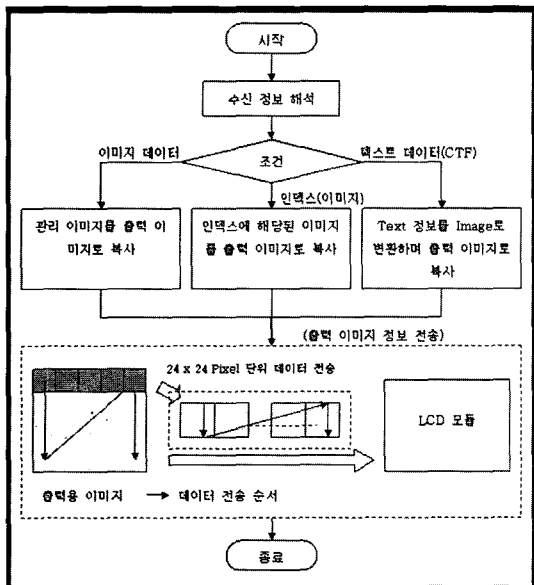 시작
수신 정보 해석
이미지 데이터
조건
텍스트 데이터(CTF)
인덱스(이미지)
관리 이미지를 출력 이
미지로 복사
인덱스에 해당된 이미지
를 출력 이미지로 복사
Text 정보를 Image로
변환하며 출력 이미지로
복사
(출력 이미지 정보 전송)
24 x 24 Pixel 단위 데이터 전송
LCD 모듈
출력용 이미지
데이터 전송 순서
종료